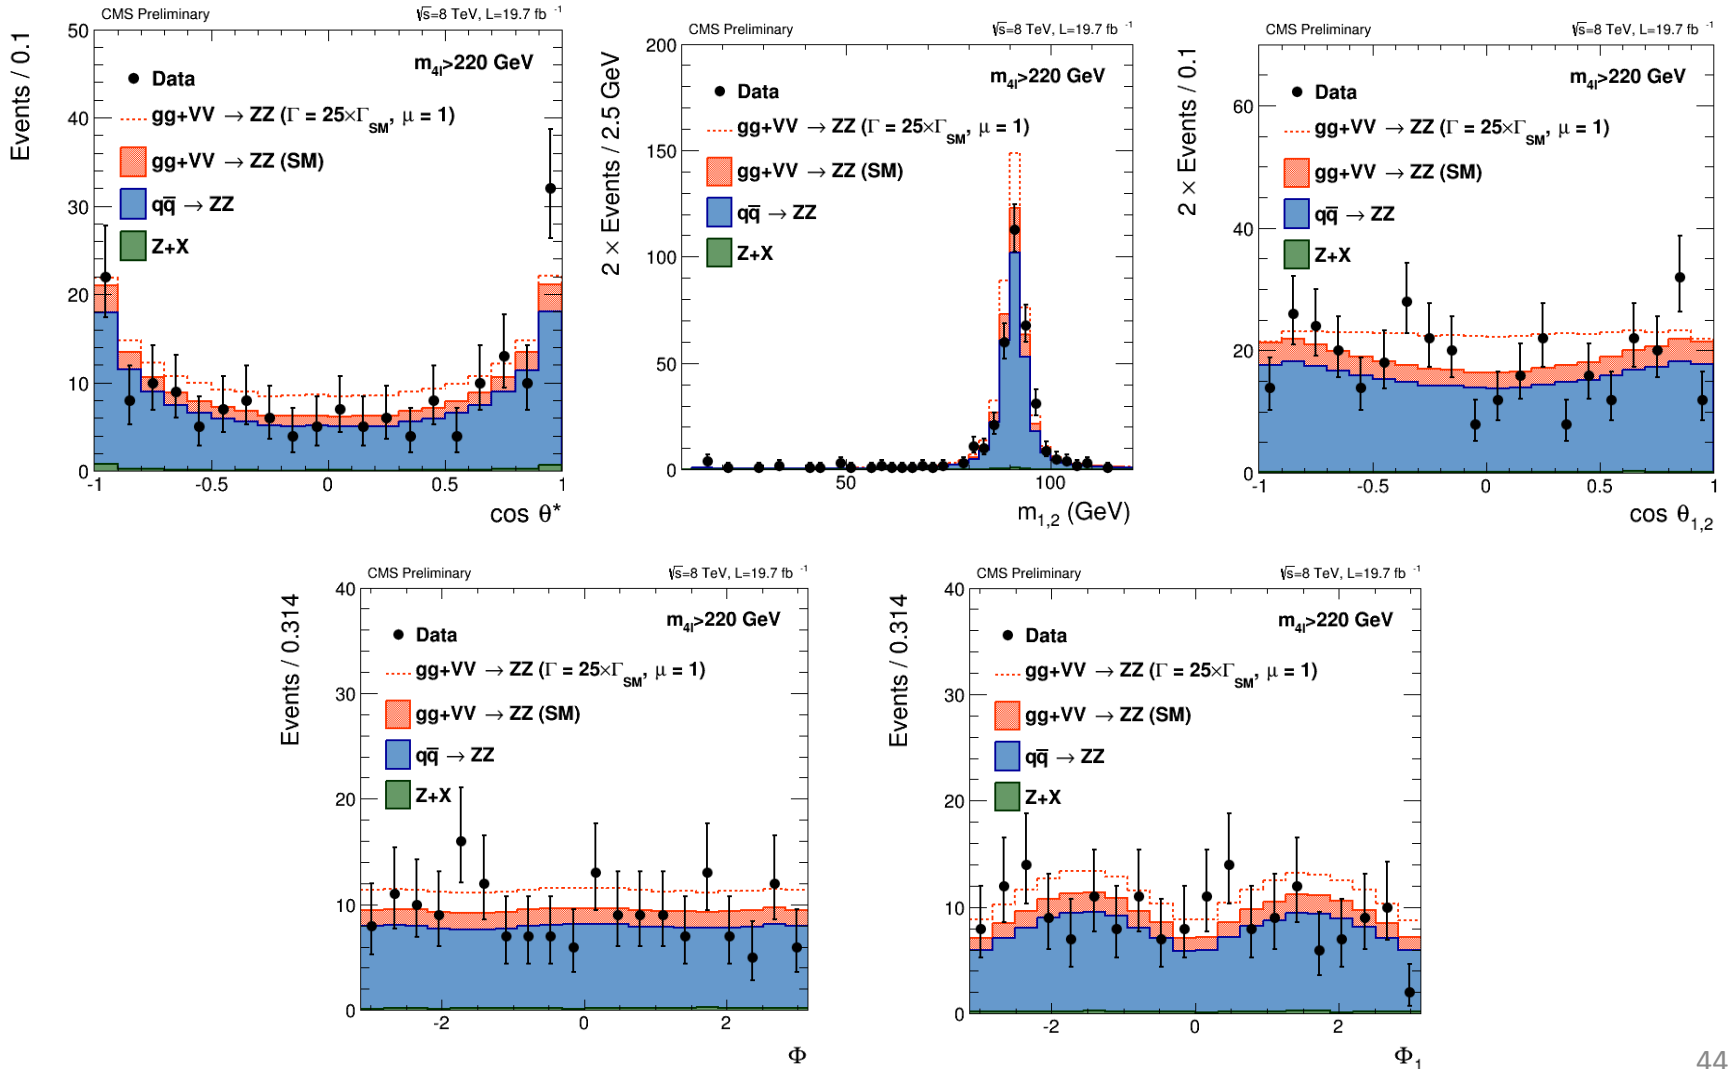 CMS Preliminary √s=8 TeV, L=19.7 fb⁻¹
50
40
30
20
10
0
Events / 0.1
m4l>220 GeV
Data
gg+VV → ZZ (Γ = 25×ΓSM, μ = 1)
gg+VV → ZZ (SM)
qq̅ → ZZ
Z+X
-1 -0.5 0 0.5 1
cos θ*
CMS Preliminary √s=8 TeV, L=19.7 fb⁻¹
200
150
100
50
0
2 × Events / 2.5 GeV
m4l>220 GeV
Data
gg+VV → ZZ (Γ = 25×ΓSM, μ = 1)
gg+VV → ZZ (SM)
qq̅ → ZZ
Z+X
50 100
m1,2 (GeV)
CMS Preliminary √s=8 TeV, L=19.7 fb⁻¹
60
40
20
0
2 × Events / 0.1
m4l>220 GeV
Data
gg+VV → ZZ (Γ = 25×ΓSM, μ = 1)
gg+VV → ZZ (SM)
qq̅ → ZZ
Z+X
-1 -0.5 0 0.5 1
cos θ1,2
CMS Preliminary √s=8 TeV, L=19.7 fb⁻¹
40
30
20
10
0
Events / 0.314
m4l>220 GeV
Data
gg+VV → ZZ (Γ = 25×ΓSM, μ = 1)
gg+VV → ZZ (SM)
qq̅ → ZZ
Z+X
-2 0 2
Φ
CMS Preliminary √s=8 TeV, L=19.7 fb⁻¹
40
30
20
10
0
Events / 0.314
m4l>220 GeV
Data
gg+VV → ZZ (Γ = 25×ΓSM, μ = 1)
gg+VV → ZZ (SM)
qq̅ → ZZ
Z+X
-2 0 2
Φ1
44